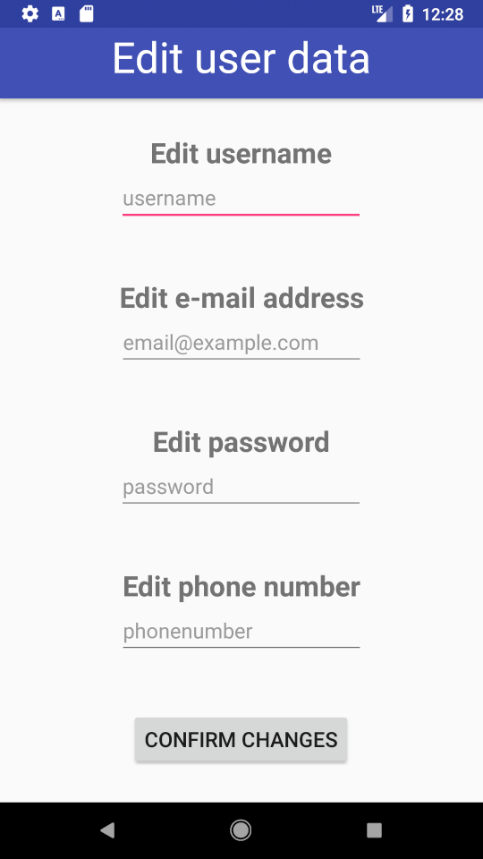 LTE 12:28
Edit user data
Edit username
username
Edit e-mail address
email@example.com
Edit password
password
Edit phone number
phonenumber
CONFIRM CHANGES